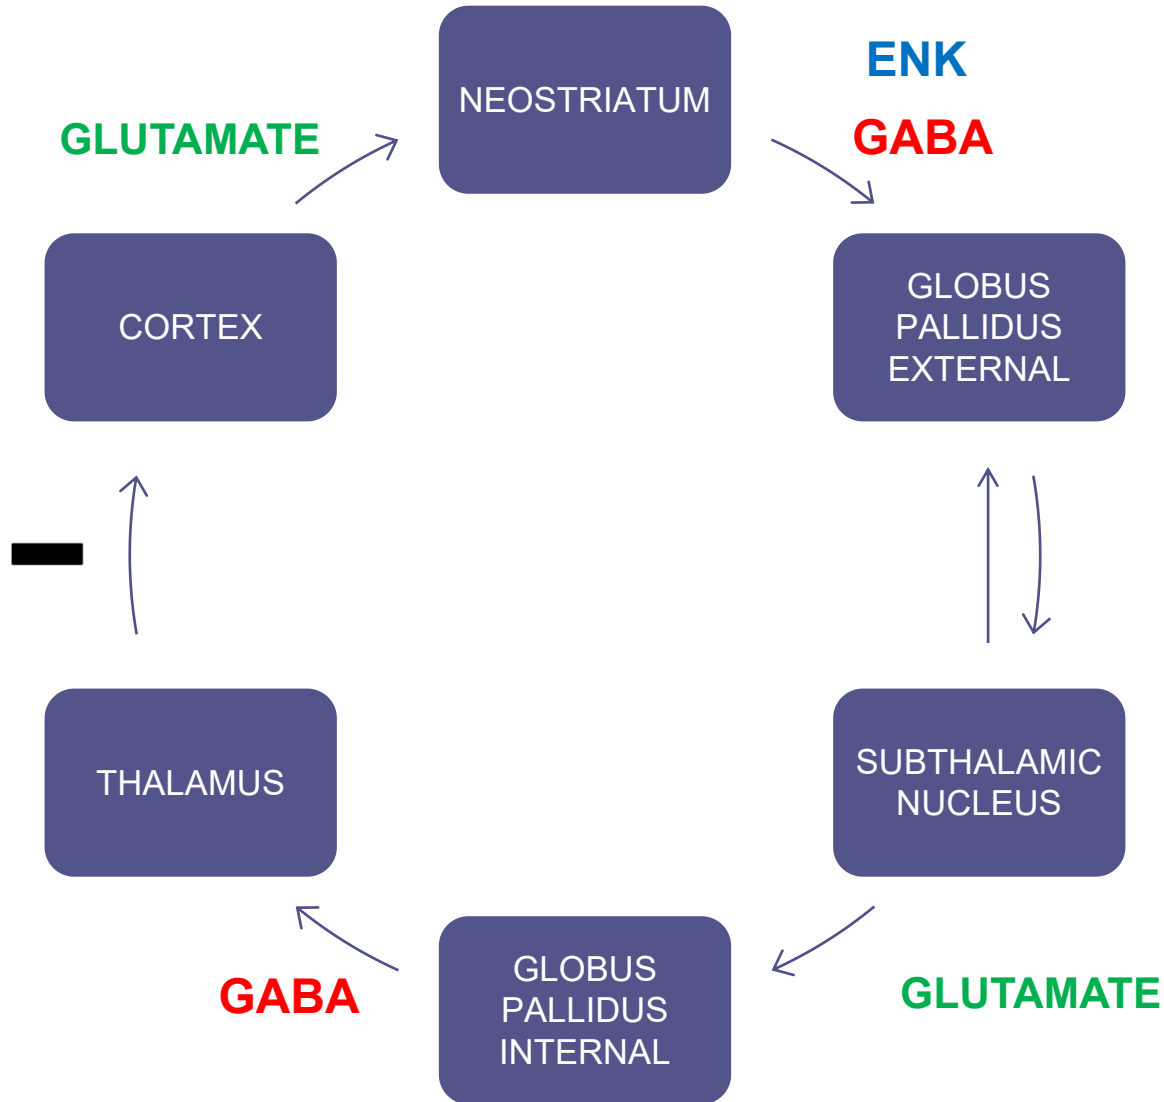 NEOSTRIATUM
ENK
GABA
GLUTAMATE
CORTEX
GLOBUS
PALLIDUS
EXTERNAL
THALAMUS
SUBTHALAMIC
NUCLEUS
GABA
GLOBUS
PALLIDUS
INTERNAL
GLUTAMATE